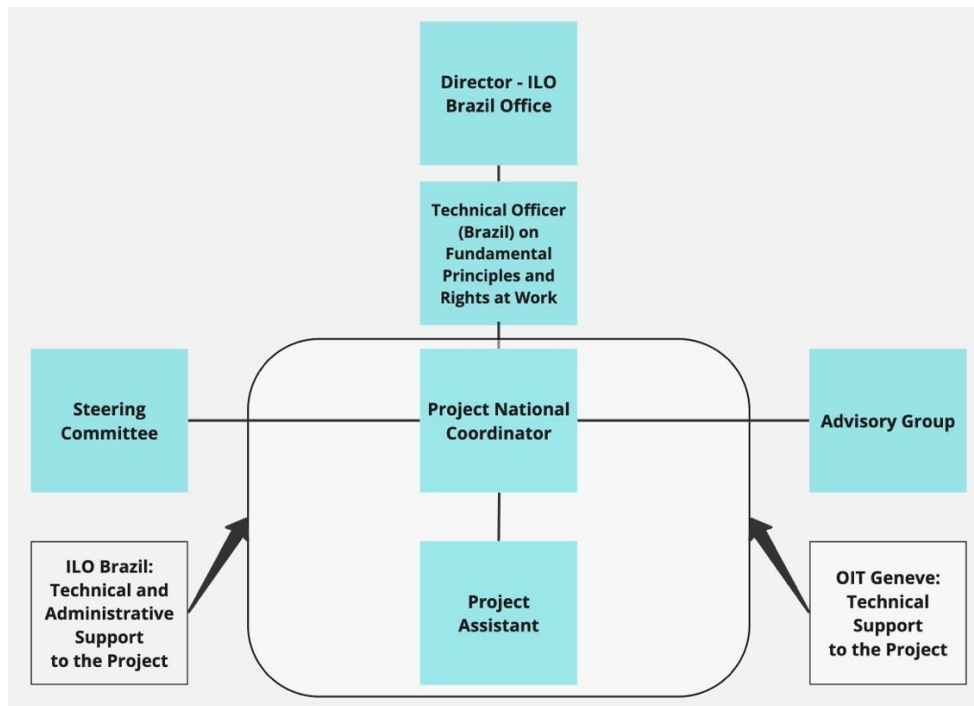 Director - ILO
Brazil Office
Technical Officer
(Brazil) on
Fundamental
Principles and
Rights at Work
Steering
Committee
Project National
Coordinator
Advisory Group
ILO Brazil:
Technical and
Administrative
Support
to the Project
Project
Assistant
OIT Geneve:
Technical
Support
to the Project